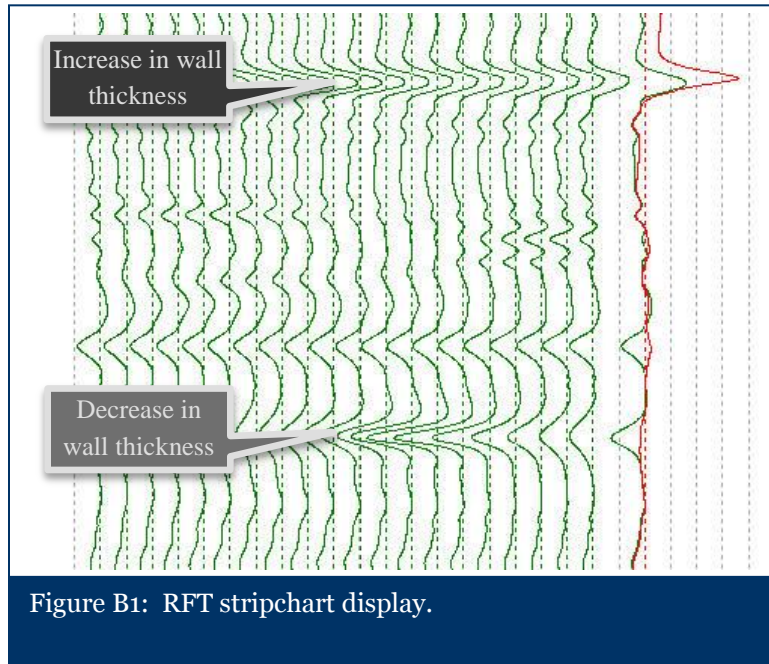 Increase in wall
thickness
Decrease in
wall thickness
Figure B1:  RFT stripchart display.